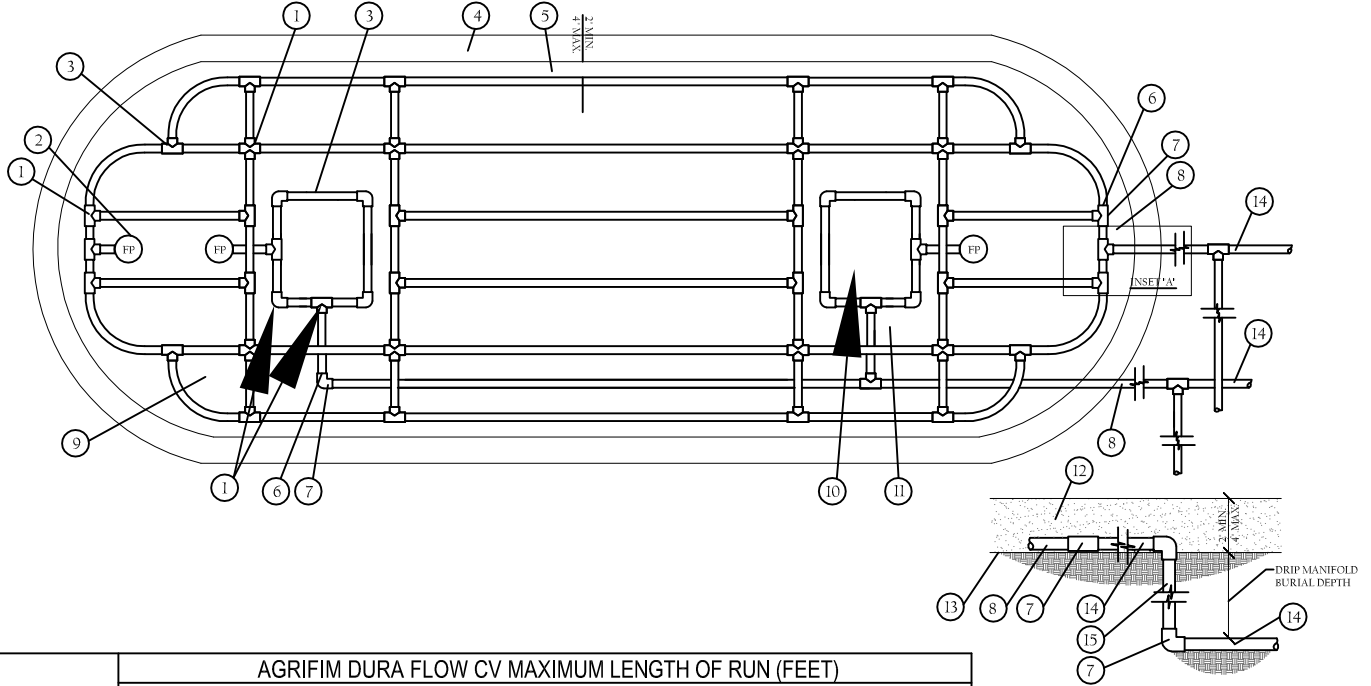 1
3
4
5
2' MIN.
4' MAX.
3
6
2
7
1
8
14
FP
FP
FP
INSET 'A'
14
8
9
1
6
7
10
11
12
2' MIN.
4' MAX.
DRIP MANIFOLD
BURIAL DEPTH
13
8
7
14
15
14
7
AGRIFIM DURA FLOW CV MAXIMUM LENGTH OF RUN (FEET)